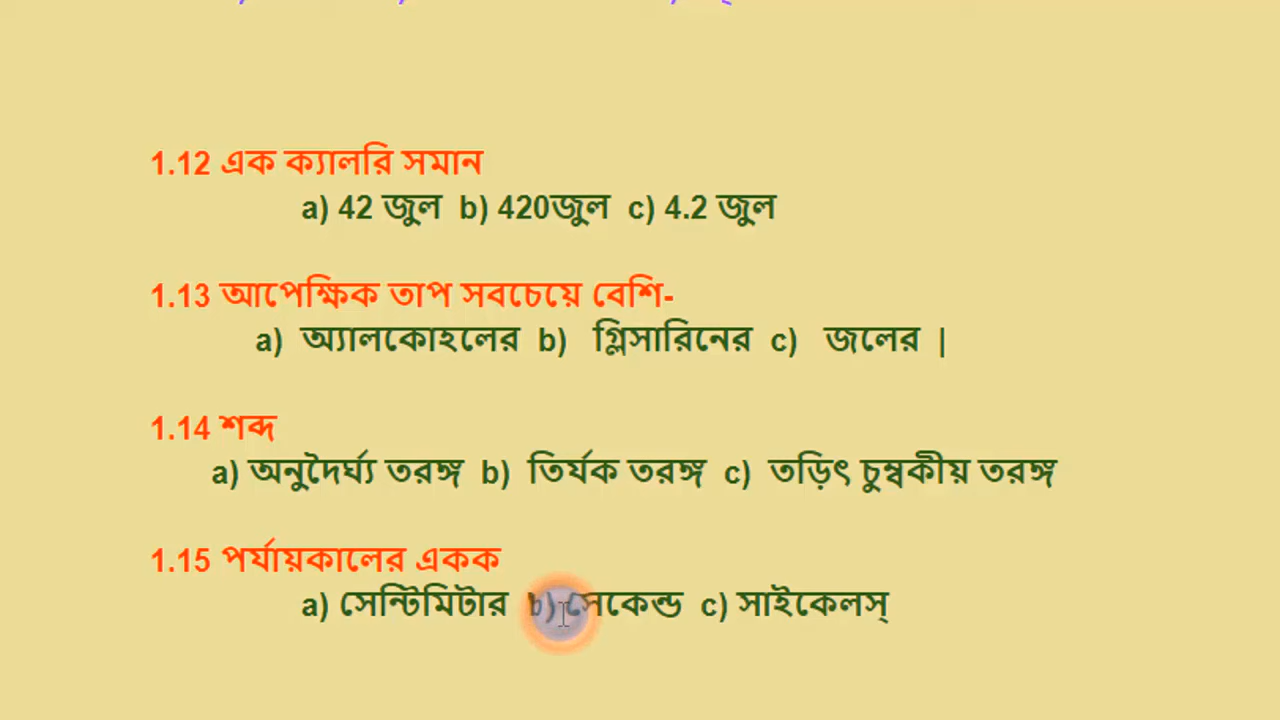 1.12 এক ক্যালরি সমান
a) 42 জুল b) 420জুল c) 4.2 জুল
1.13 আপেক্ষিক তাপ সবচেয়ে বেশি-
a) অ্যালকোহলের b) গ্লিসারিনের c) জলের |
1.14 শব্দ
a) অনুদৈর্ঘ্য তরঙ্গ b) তির্যক তরঙ্গ c) তড়িৎ চুম্বকীয় তরঙ্গ
1.15 পর্যায়কালের একক
a) সেন্টিমিটার b) সেকেন্ড c) সাইকেলস্